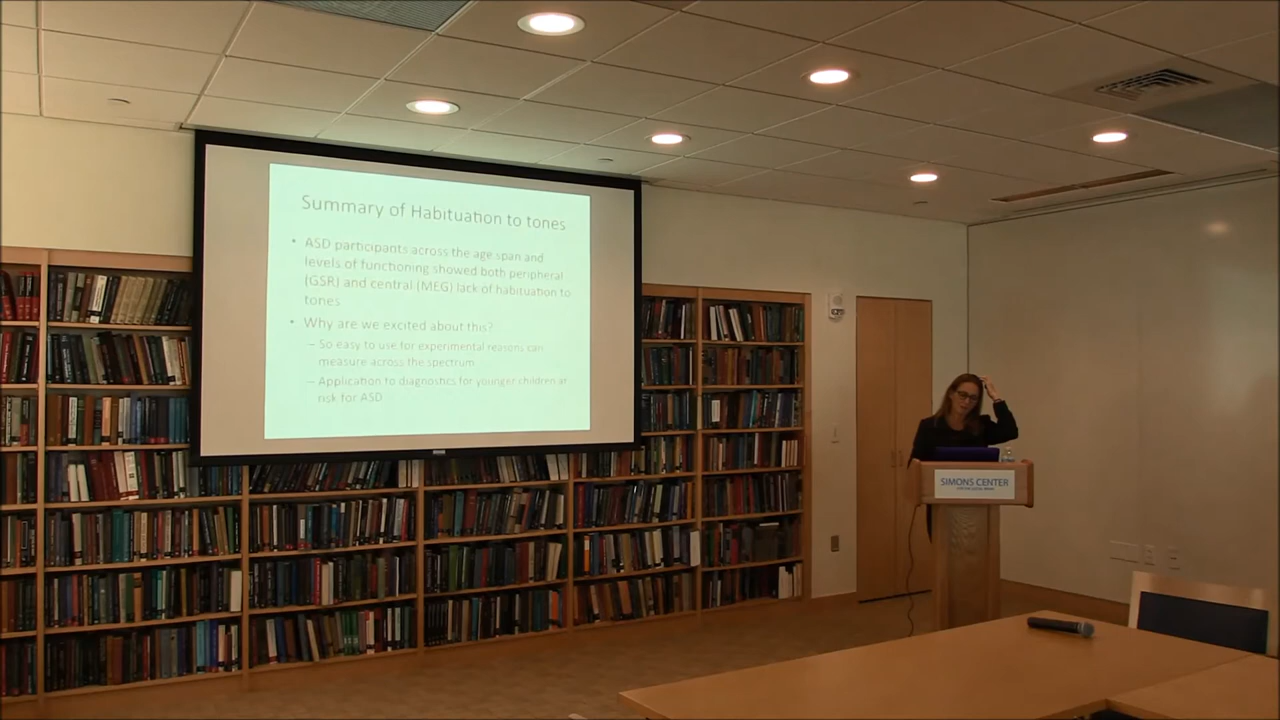 Summary of Habituation to tones
• ASD participants across the age span and
levels of functioning showed both peripheral
(GSR) and central (MEG) lack of habituation to
tones
• Why are we excited about this?
– So easy to use for experimental reasons can
measure across the spectrum
– Application to diagnostics for younger children at
risk for ASD
SIMONS CENTER